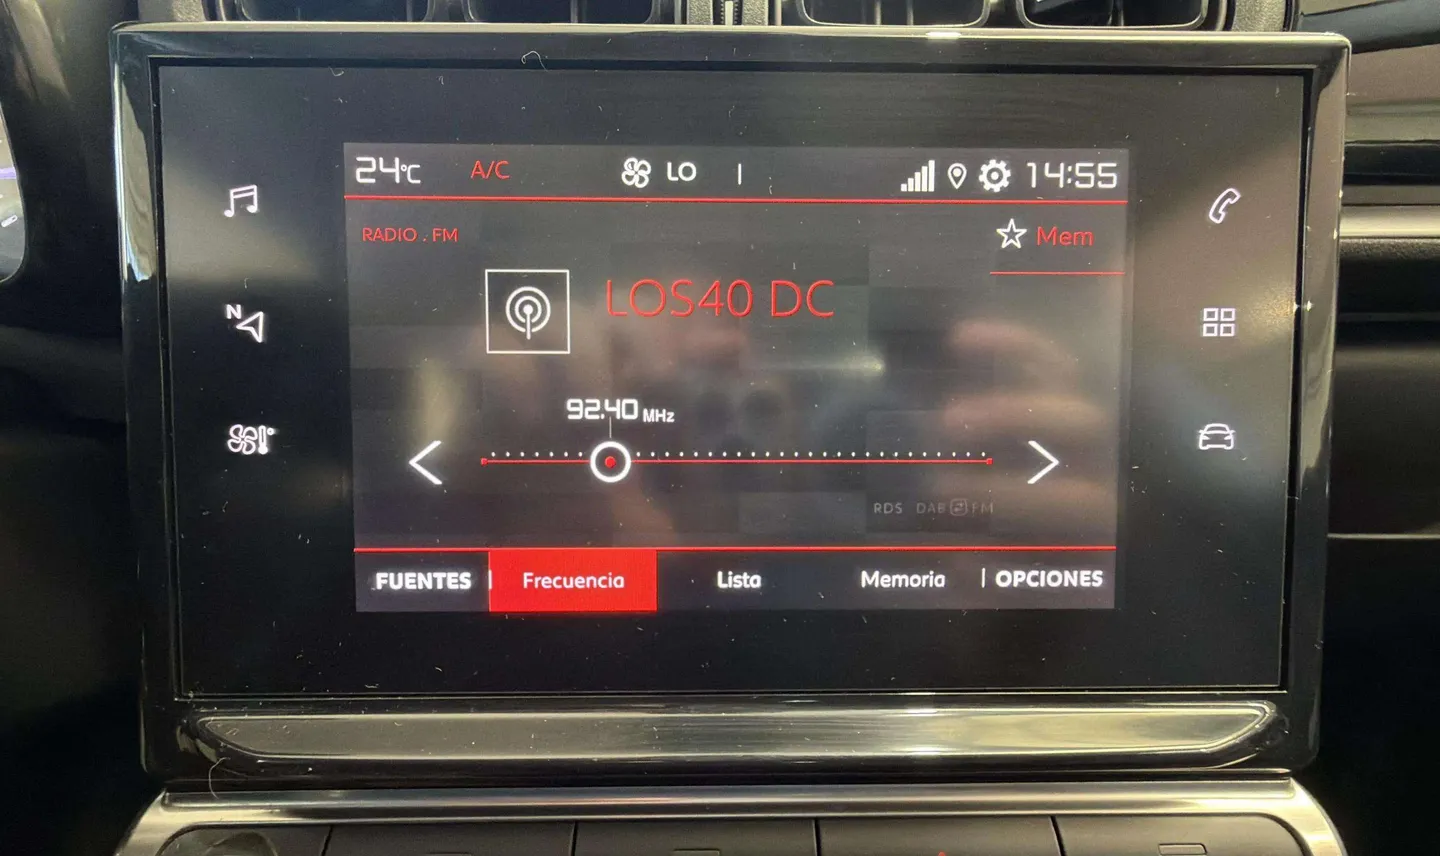 24°C A/C LO 14:55
RADIO . FM
Mem
LOS40 DC
N
92.40 MHz
RDS DAB FM
FUENTES Frecuencia Lista Memoria OPCIONES